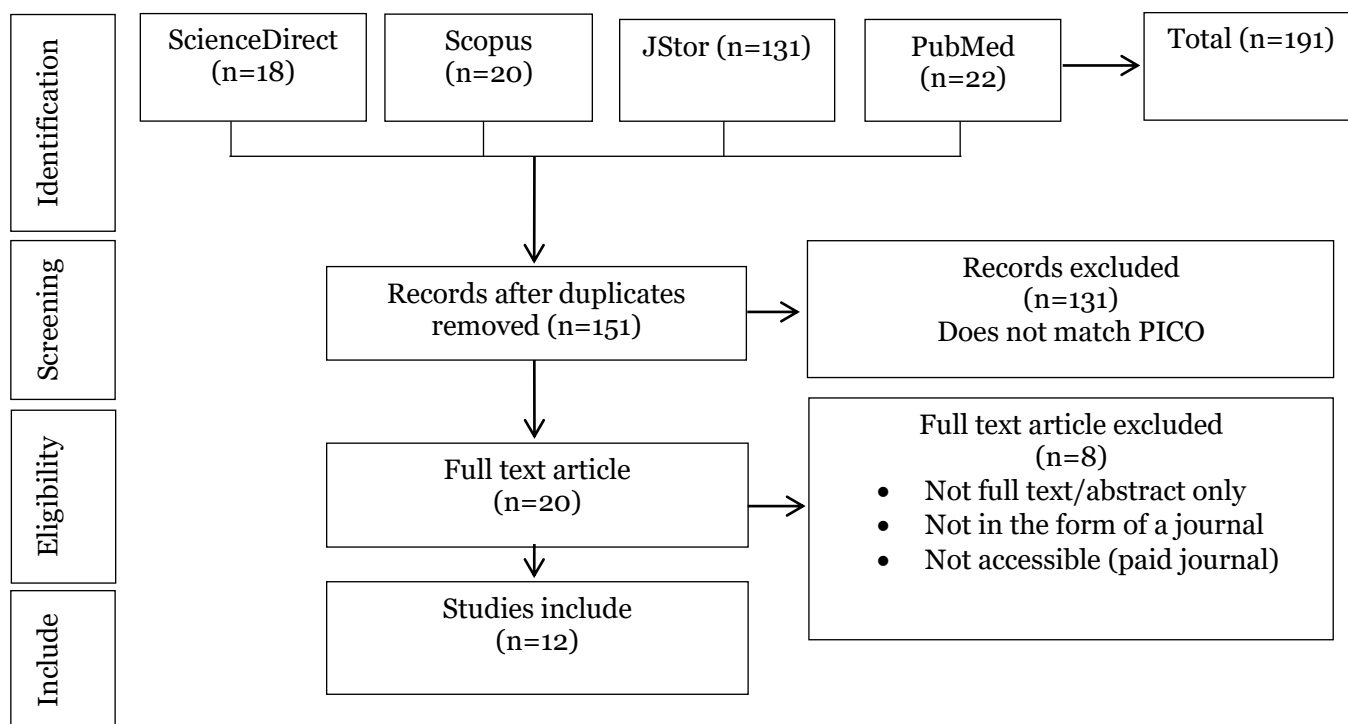 Identification
ScienceDirect
(n=18)
Scopus
(n=20)
JStor (n=131)
PubMed
(n=22)
Total (n=191)
Screening
Records after duplicates
removed (n=151)
Records excluded
(n=131)
Does not match PICO
Eligibility
Full text article
(n=20)
Full text article excluded
(n=8)
• Not full text/abstract only
• Not in the form of a journal
• Not accessible (paid journal)
Include
Studies include
(n=12)